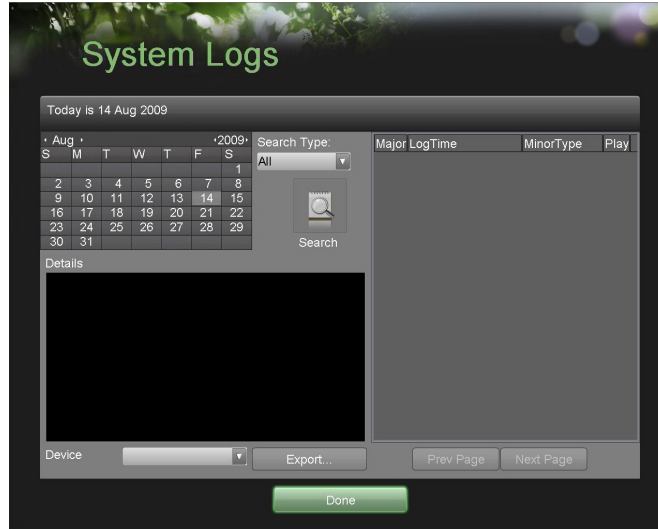 System Logs
Today is 14 Aug 2009
Aug 2009
S M T W T F S
1
2 3 4 5 6 7 8
9 10 11 12 13 14 15
16 17 18 19 20 21 22
23 24 25 26 27 28 29
30 31
Search Type:
All
Search
Major LogTime MinorType Play
Details
Device
Export...
Prev Page
Next Page
Done